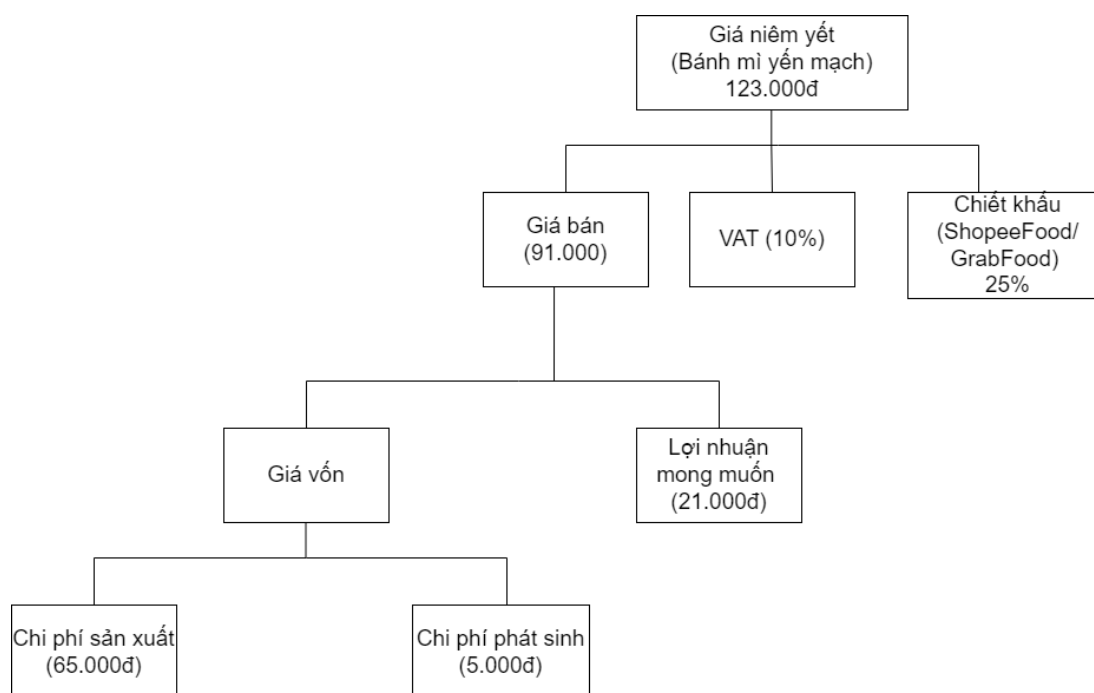 Giá niêm yết
(Bánh mì yến mạch)
123.000đ
Giá bán
(91.000)
VAT (10%)
Chiết khấu
(ShopeeFood/
GrabFood)
25%
Giá vốn
Lợi nhuận
mong muốn
(21.000đ)
Chi phí sản xuất
(65.000đ)
Chi phí phát sinh
(5.000đ)